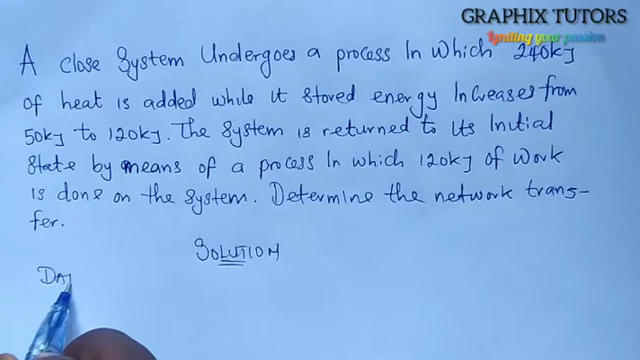 GRAPHIX TUTORS
Igniting your passion
A close System Undergoes a process In which 240kJ
of heat is added while it stored energy Increases from
50kJ to 120kJ. The System is returned to Its Initial
State by means of a process In which 120kJ of Work
Is done on the System. Determine the network trans-
fer.
SOLUTION
DAT